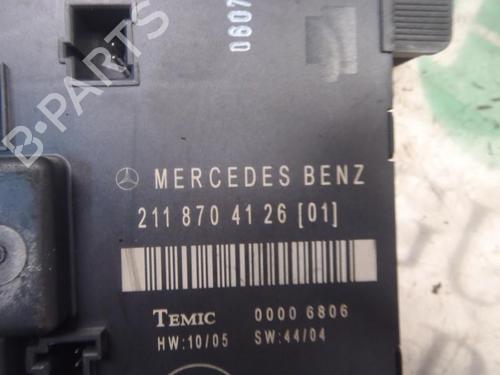 0607
B-PARTS
MERCEDES BENZ
211 870 41 26 [01]
TEMIC 0000 6806
HW:10/05 SW:44/04